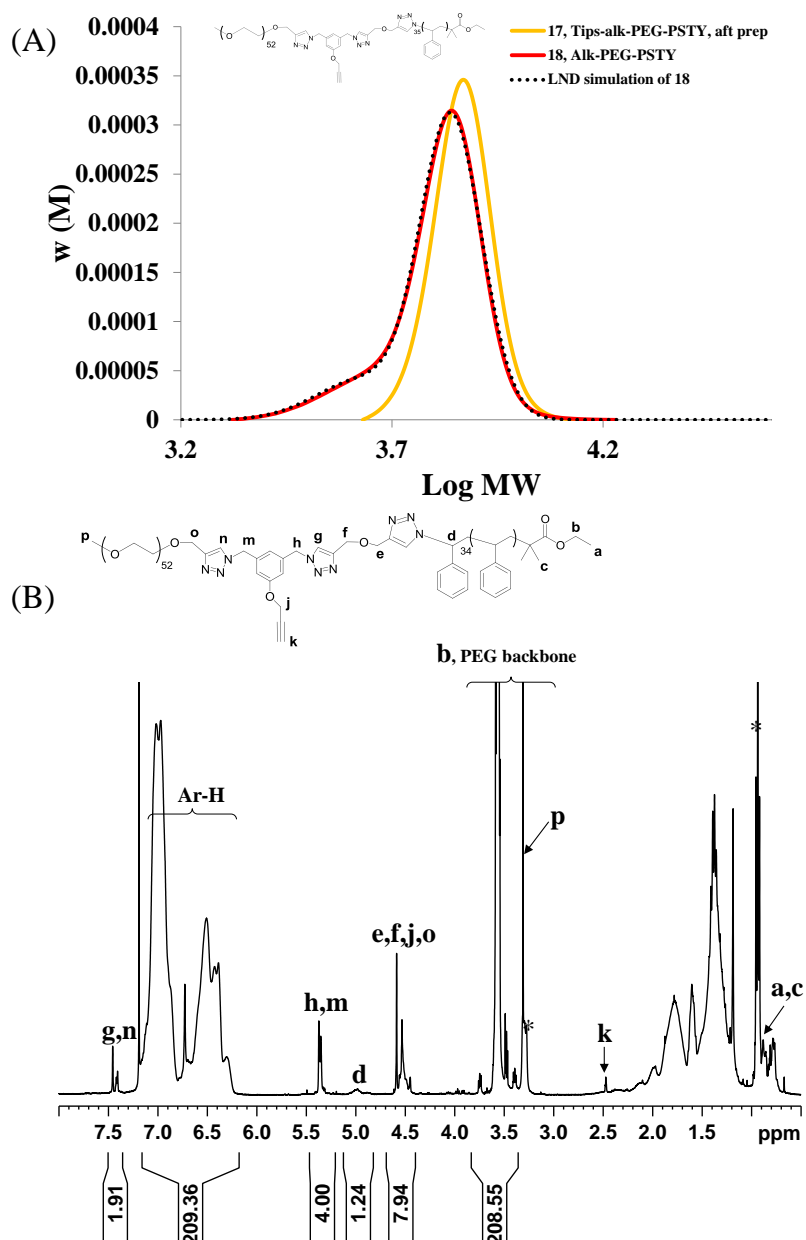 (A)
17, Tips-alk-PEG-PSTY, aft prep
18, Alk-PEG-PSTY
LND simulation of 18
O O O O O O
52 N=N N N=N N N=N N 35
0.0004
0.00035
0.0003
0.00025
0.0002
0.00015
0.0001
0.00005
0
w (M)
3.2 3.7 4.2
Log MW
(B)
p o n m h g f e d b a c j k
O O O O O O
52 N=N N N=N N N=N N 34
b, PEG backbone
Ar-H
p
*
*
e,f,j,o
h,m
g,n
d
k
a,c
7.5 7.0 6.5 6.0 5.5 5.0 4.5 4.0 3.5 3.0 2.5 2.0 1.5 ppm
1.91 209.36 4.00 1.24 7.94 208.55